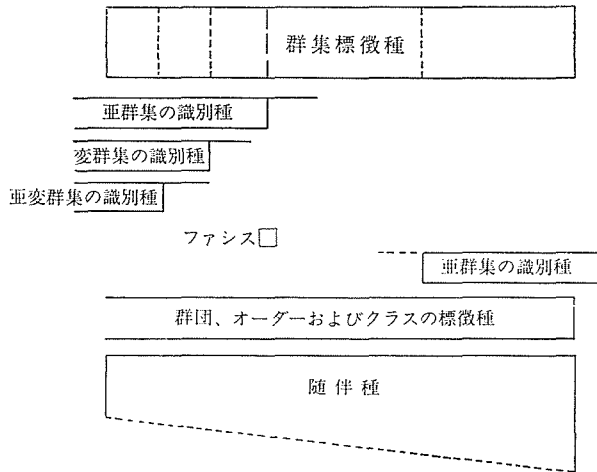 群集標徴種
亜群集の識別種
変群集の識別種
亜変群集の識別種
ファシス
亜群集の識別種
群団、オーダーおよびクラスの標徴種
随伴種